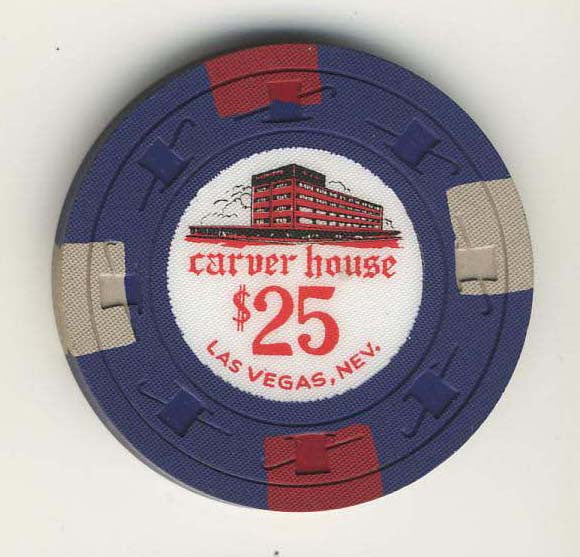 carver house
$25
LAS VEGAS, NEV.